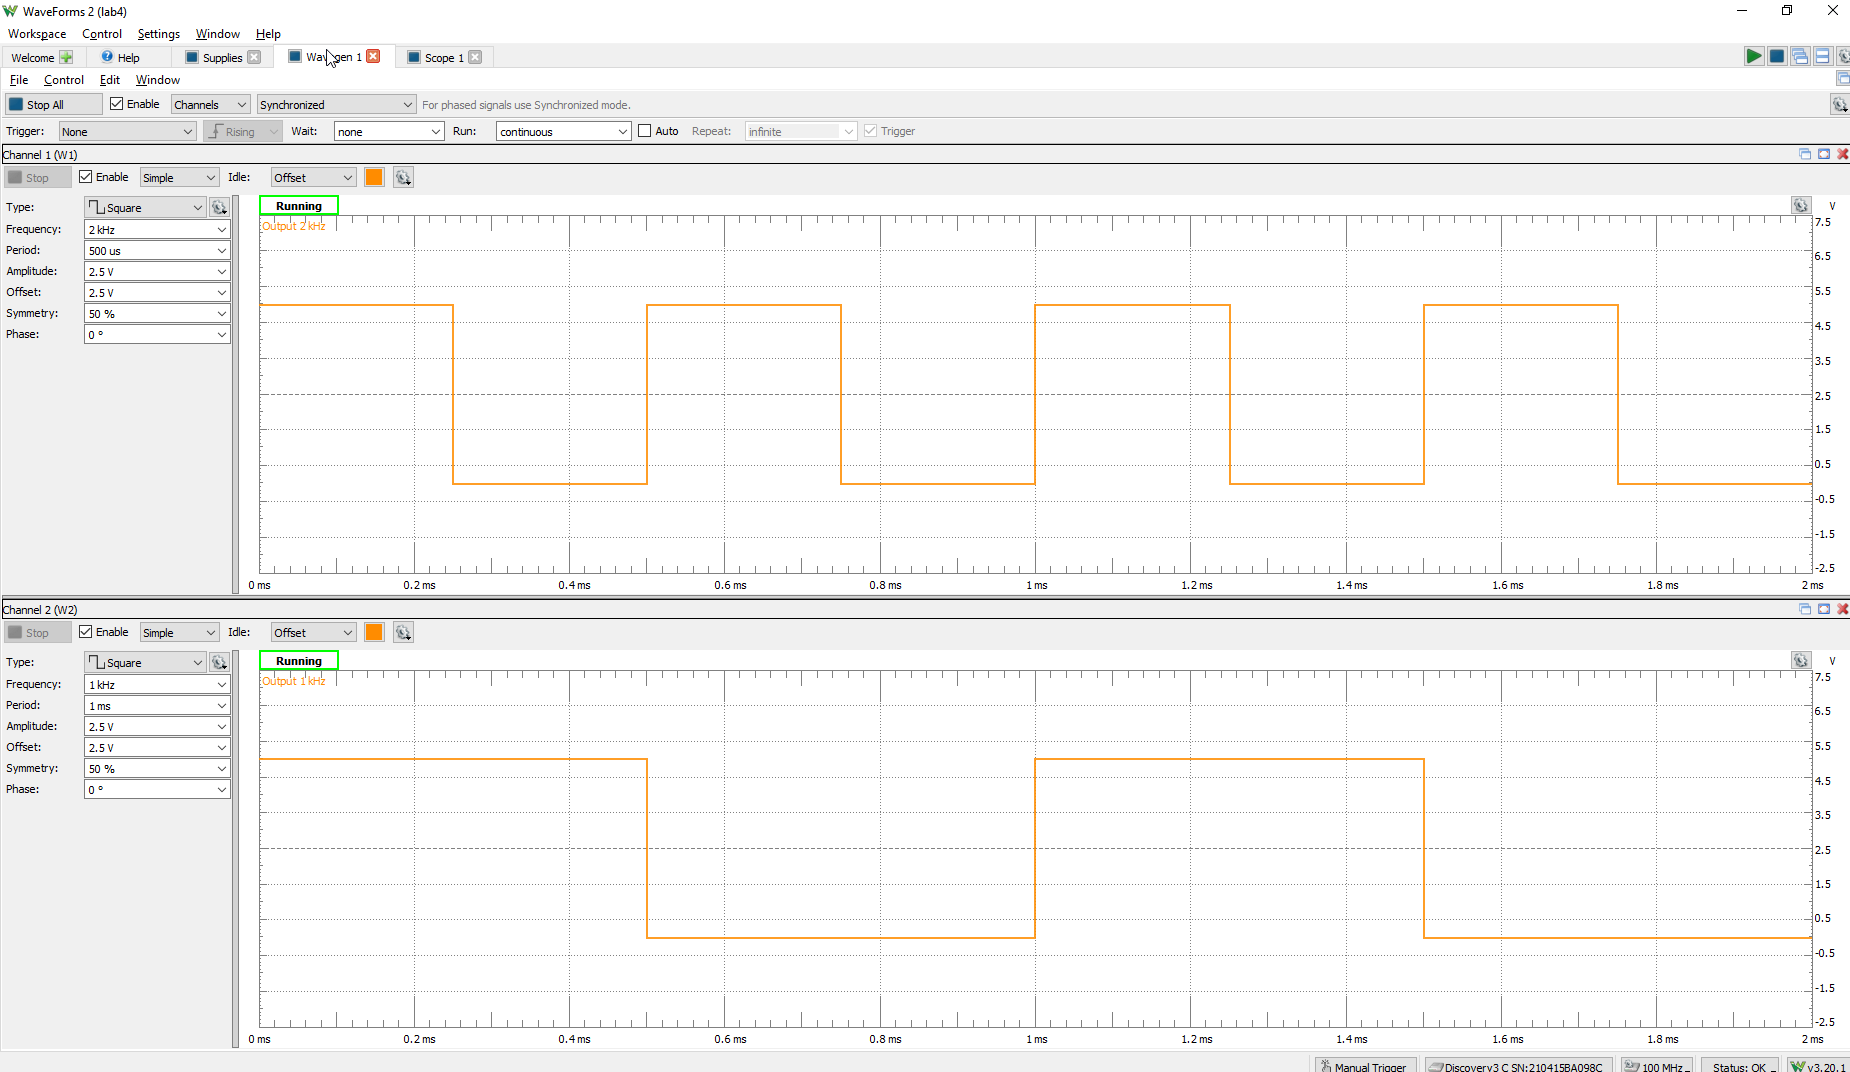 WaveForms 2 (lab4)
Workspace Control Settings Window Help
Welcome Help Supplies Wavegen 1 Scope 1
File Control Edit Window
Stop All Enable Channels Synchronized For phased signals use Synchronized mode.
Trigger: None Rising Wait: none Run: continuous Auto Repeat: infinite Trigger
Channel 1 (W1)
Stop Enable Simple Idle: Offset
Type: Square
Frequency: 2 kHz
Period: 500 us
Amplitude: 2.5 V
Offset: 2.5 V
Symmetry: 50 %
Phase: 0 °
Running
V
Output 2 kHz
7.5
6.5
5.5
4.5
3.5
2.5
1.5
0.5
-0.5
-1.5
-2.5
0 ms 0.2 ms 0.4 ms 0.6 ms 0.8 ms 1 ms 1.2 ms 1.4 ms 1.6 ms 1.8 ms 2 ms
Channel 2 (W2)
Stop Enable Simple Idle: Offset
Type: Square
Frequency: 1 kHz
Period: 1 ms
Amplitude: 2.5 V
Offset: 2.5 V
Symmetry: 50 %
Phase: 0 °
Running
V
Output 1 kHz
7.5
6.5
5.5
4.5
3.5
2.5
1.5
0.5
-0.5
-1.5
-2.5
0 ms 0.2 ms 0.4 ms 0.6 ms 0.8 ms 1 ms 1.2 ms 1.4 ms 1.6 ms 1.8 ms 2 ms
Manual Trigger Discovery3 C SN:210415BA098C 100 MHz Status: OK v3.20.1